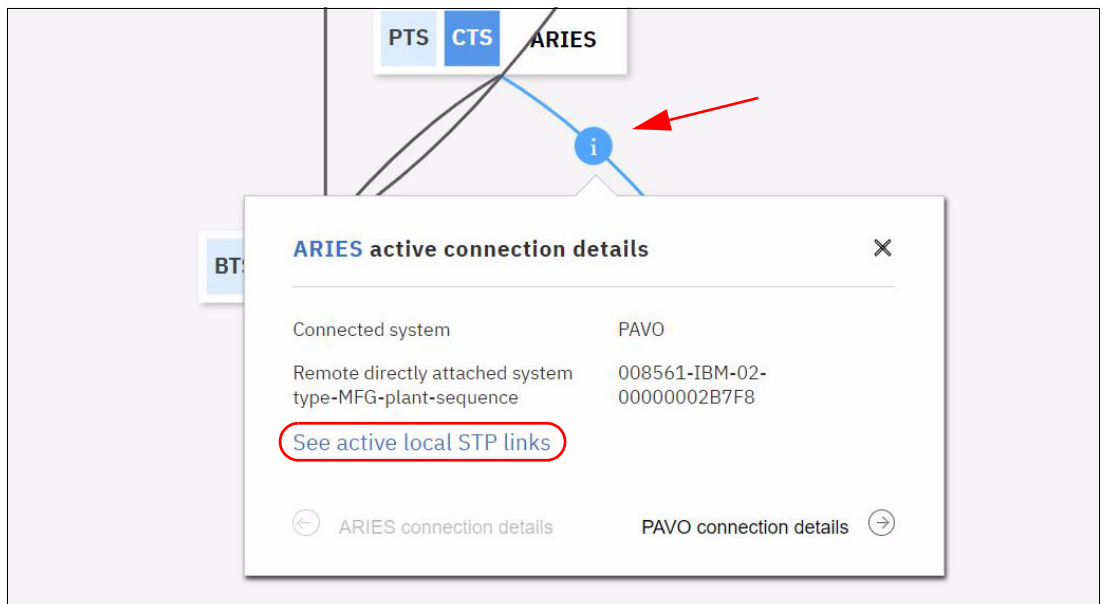 PTS CTS ARIES
i
BTS
ARIES active connection details
Connected system PAVO
Remote directly attached system 008561-IBM-02-
type-MFG-plant-sequence 00000002B7F8
See active local STP links
ARIES connection details PAVO connection details